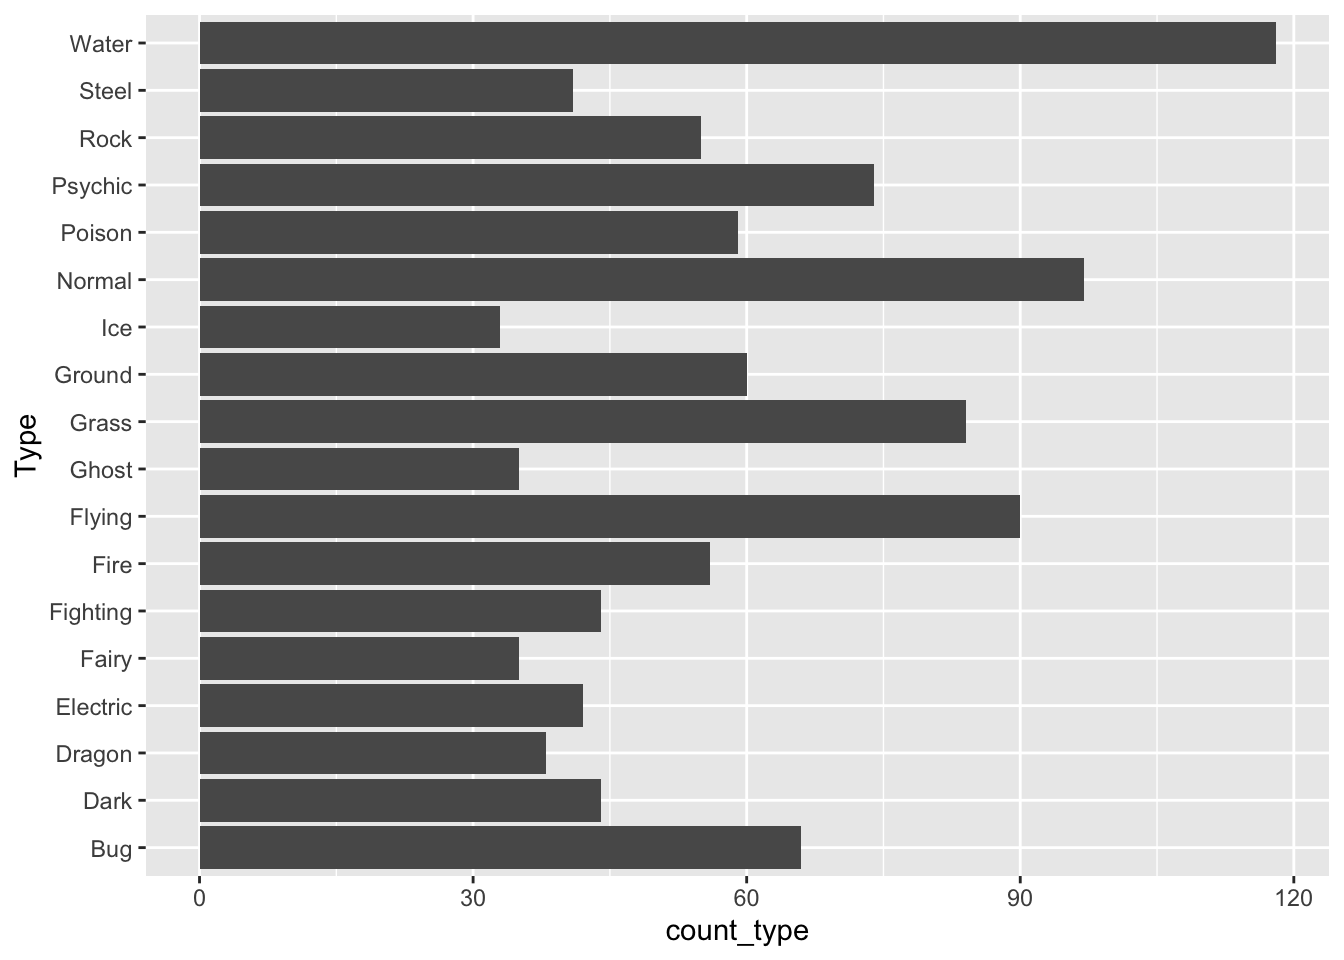 Water
Steel
Rock
Psychic
Poison
Normal
Ice
Ground
Grass
Ghost
Flying
Fire
Fighting
Fairy
Electric
Dragon
Dark
Bug
Type
0 30 60 90 120
count_type